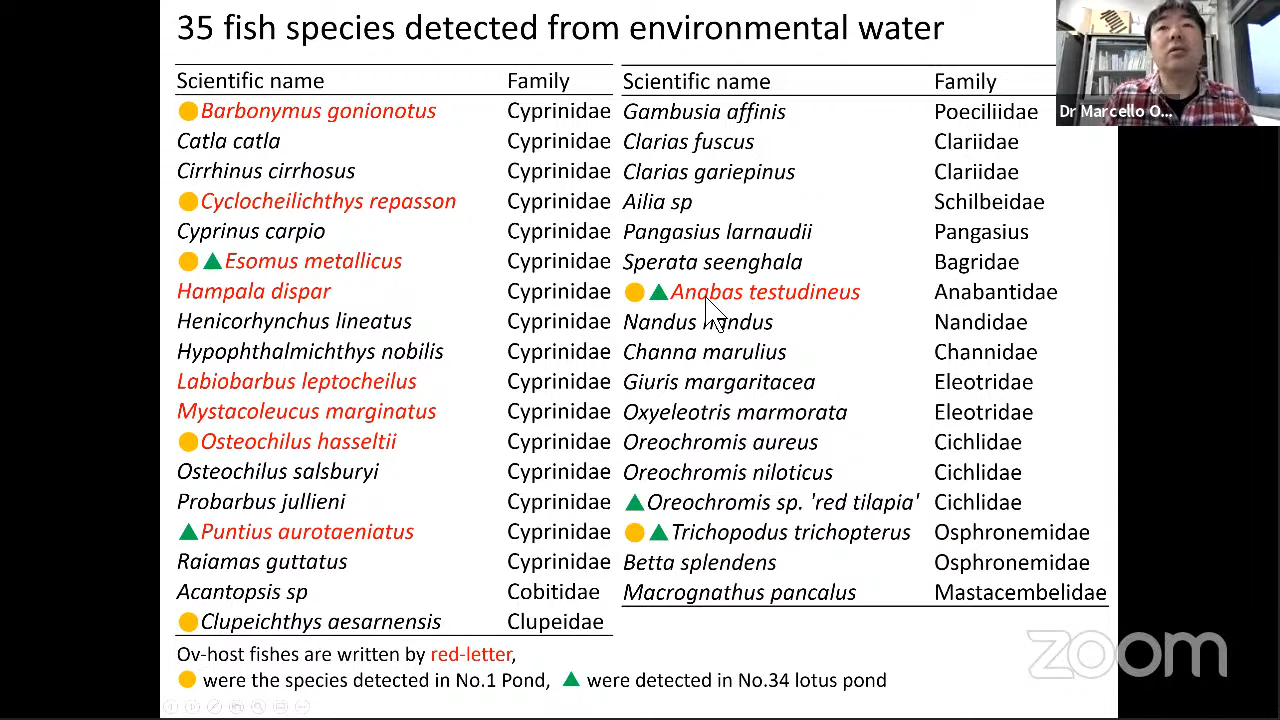 35 fish species detected from environmental water
Scientific name Family
Barbonymus gonionotus Cyprinidae
Catla catla Cyprinidae
Cirrhinus cirrhosus Cyprinidae
Cyclocheilichthys repasson Cyprinidae
Cyprinus carpio Cyprinidae
Esomus metallicus Cyprinidae
Hampala dispar Cyprinidae
Henicorhynchus lineatus Cyprinidae
Hypophthalmichthys nobilis Cyprinidae
Labiobarbus leptocheilus Cyprinidae
Mystacoleucus marginatus Cyprinidae
Osteochilus hasseltii Cyprinidae
Osteochilus salsburyi Cyprinidae
Probarbus jullieni Cyprinidae
Puntius aurotaeniatus Cyprinidae
Raiamas guttatus Cyprinidae
Acantopsis sp Cobitidae
Clupeichthys aesarnensis Clupeidae
Scientific name Family
Gambusia affinis Poeciliidae
Clarias fuscus Clariidae
Clarias gariepinus Clariidae
Ailia sp Schilbeidae
Pangasius larnaudii Pangasius
Sperata seenghala Bagridae
Anabas testudineus Anabantidae
Nandus nandus Nandidae
Channa marulius Channidae
Giuris margaritacea Eleotridae
Oxyeleotris marmorata Eleotridae
Oreochromis aureus Cichlidae
Oreochromis niloticus Cichlidae
Oreochromis sp. 'red tilapia' Cichlidae
Trichopodus trichopterus Osphronemidae
Betta splendens Osphronemidae
Macrognathus pancalus Mastacembelidae
Ov-host fishes are written by red-letter,
were the species detected in No.1 Pond, were detected in No.34 lotus pond
Dr Marcello O...
zoom